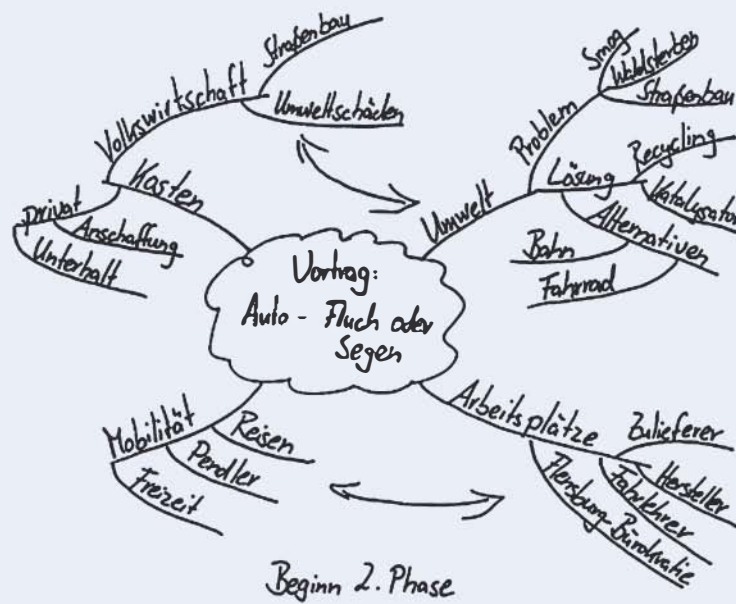 Straßenbau
Umweltschäden
Volkswirtschaft
Kosten
privat
Anschaffung
Unterhalt
Smog
Waldsterben
Straßenbau
Problem
Umwelt
Lösung
Recycling
Katalysator
Alternativen
Bahn
Fahrrad
Vortrag:
Auto - Fluch oder
Segen
Mobilität
Reisen
Pendler
Freizeit
Arbeitsplätze
Zulieferer
Hersteller
Fahrlehrer
Flensburg-Bürokratie
Beginn 2. Phase